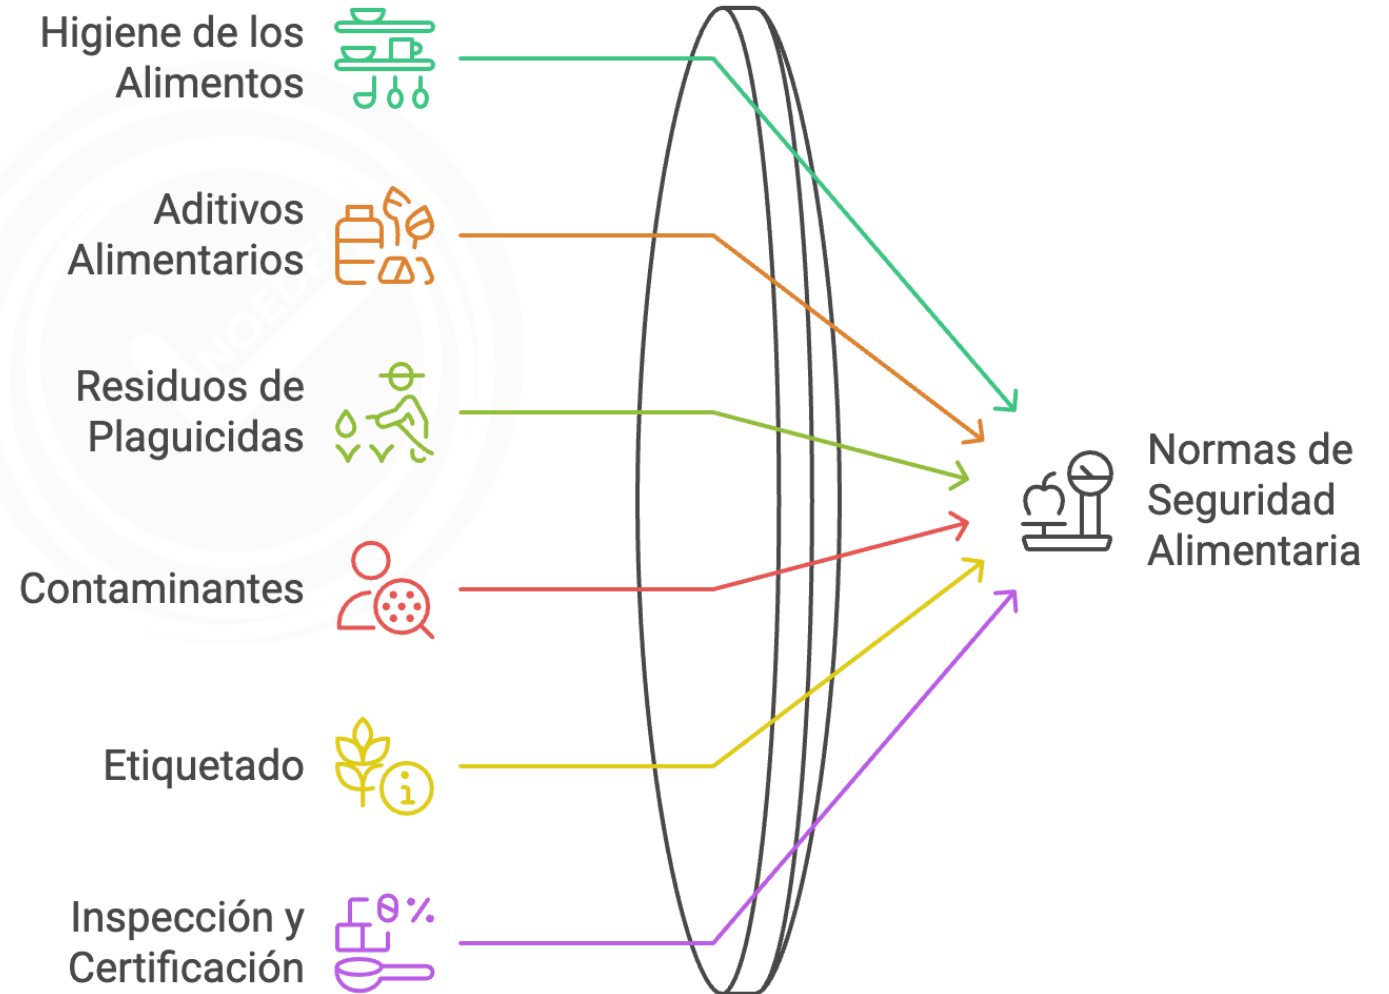 Higiene de los
Alimentos
Aditivos
Alimentarios
Residuos de
Plaguicidas
Contaminantes
Etiquetado
Inspección y
Certificación
Normas de
Seguridad
Alimentaria